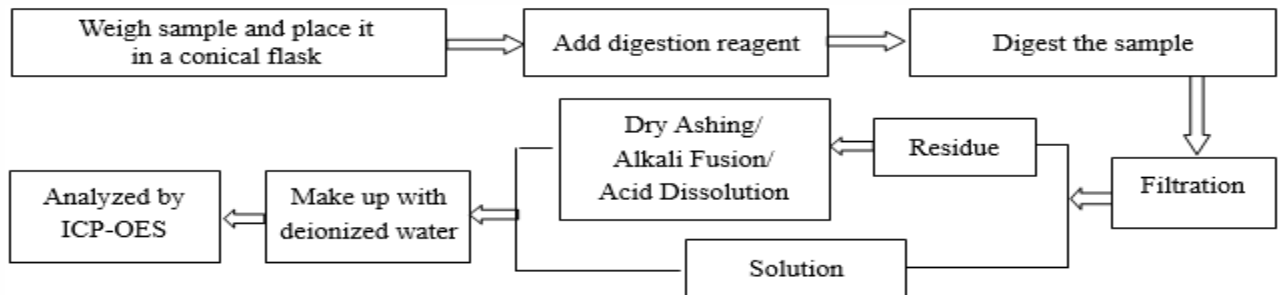 Weigh sample and place it
in a conical flask
Add digestion reagent
Digest the sample
Filtration
Residue
Dry Ashing/
Alkali Fusion/
Acid Dissolution
Solution
Make up with
deionized water
Analyzed by
ICP-OES